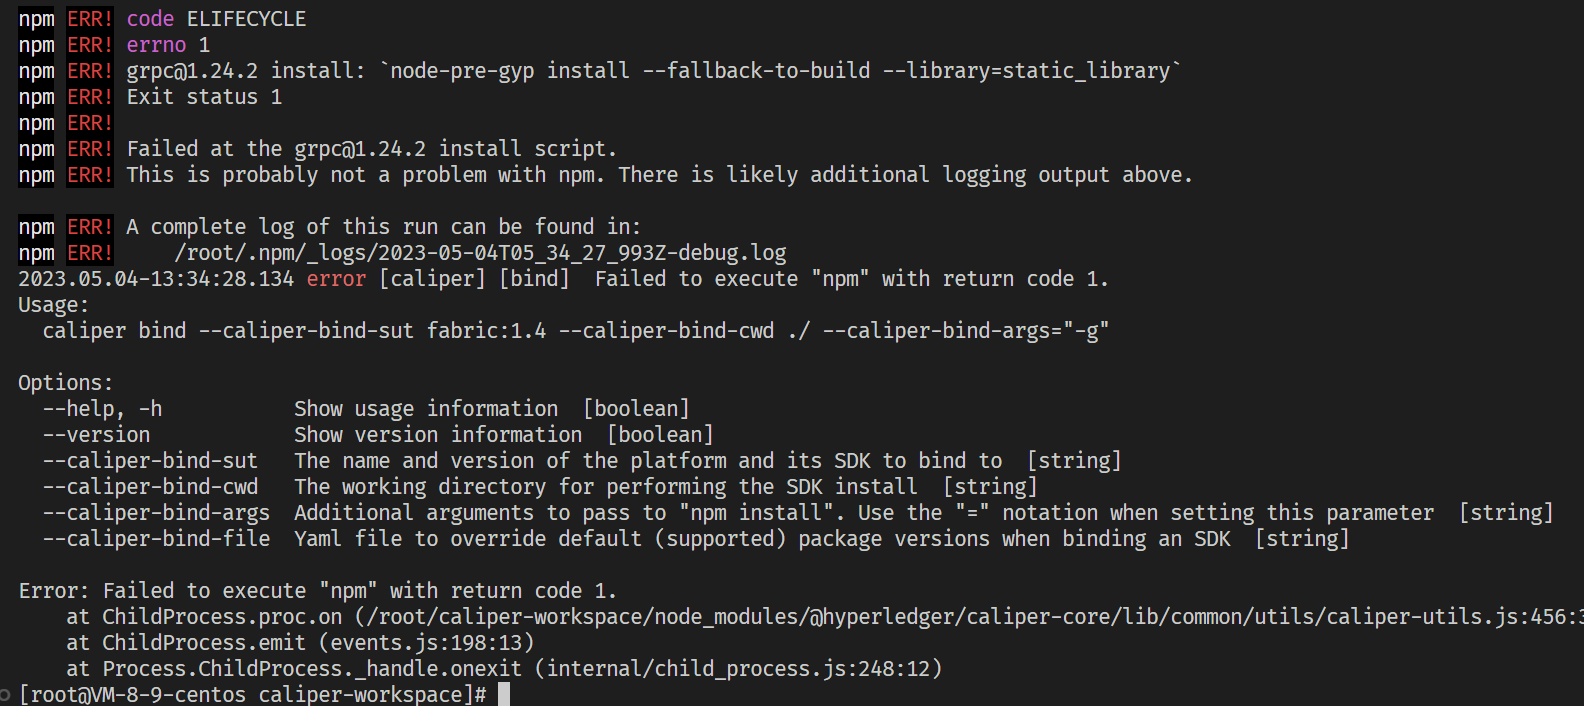 npm ERR! code ELIFECYCLE
npm ERR! errno 1
npm ERR! grpc@1.24.2 install: `node-pre-gyp install --fallback-to-build --library=static_library`
npm ERR! Exit status 1
npm ERR!
npm ERR! Failed at the grpc@1.24.2 install script.
npm ERR! This is probably not a problem with npm. There is likely additional logging output above.
npm ERR! A complete log of this run can be found in:
npm ERR!     /root/.npm/_logs/2023-05-04T05_34_27_993Z-debug.log
2023.05.04-13:34:28.134 error [caliper] [bind]  Failed to execute "npm" with return code 1.
Usage:
  caliper bind --caliper-bind-sut fabric:1.4 --caliper-bind-cwd ./ --caliper-bind-args="-g"
Options:
  --help, -h           Show usage information  [boolean]
  --version            Show version information  [boolean]
  --caliper-bind-sut   The name and version of the platform and its SDK to bind to  [string]
  --caliper-bind-cwd   The working directory for performing the SDK install  [string]
  --caliper-bind-args  Additional arguments to pass to "npm install". Use the "=" notation when setting this parameter  [string]
  --caliper-bind-file  Yaml file to override default (supported) package versions when binding an SDK  [string]
Error: Failed to execute "npm" with return code 1.
    at ChildProcess.proc.on (/root/caliper-workspace/node_modules/@hyperledger/caliper-core/lib/common/utils/caliper-utils.js:456:3
    at ChildProcess.emit (events.js:198:13)
    at Process.ChildProcess._handle.onexit (internal/child_process.js:248:12)
[root@VM-8-9-centos caliper-workspace]#